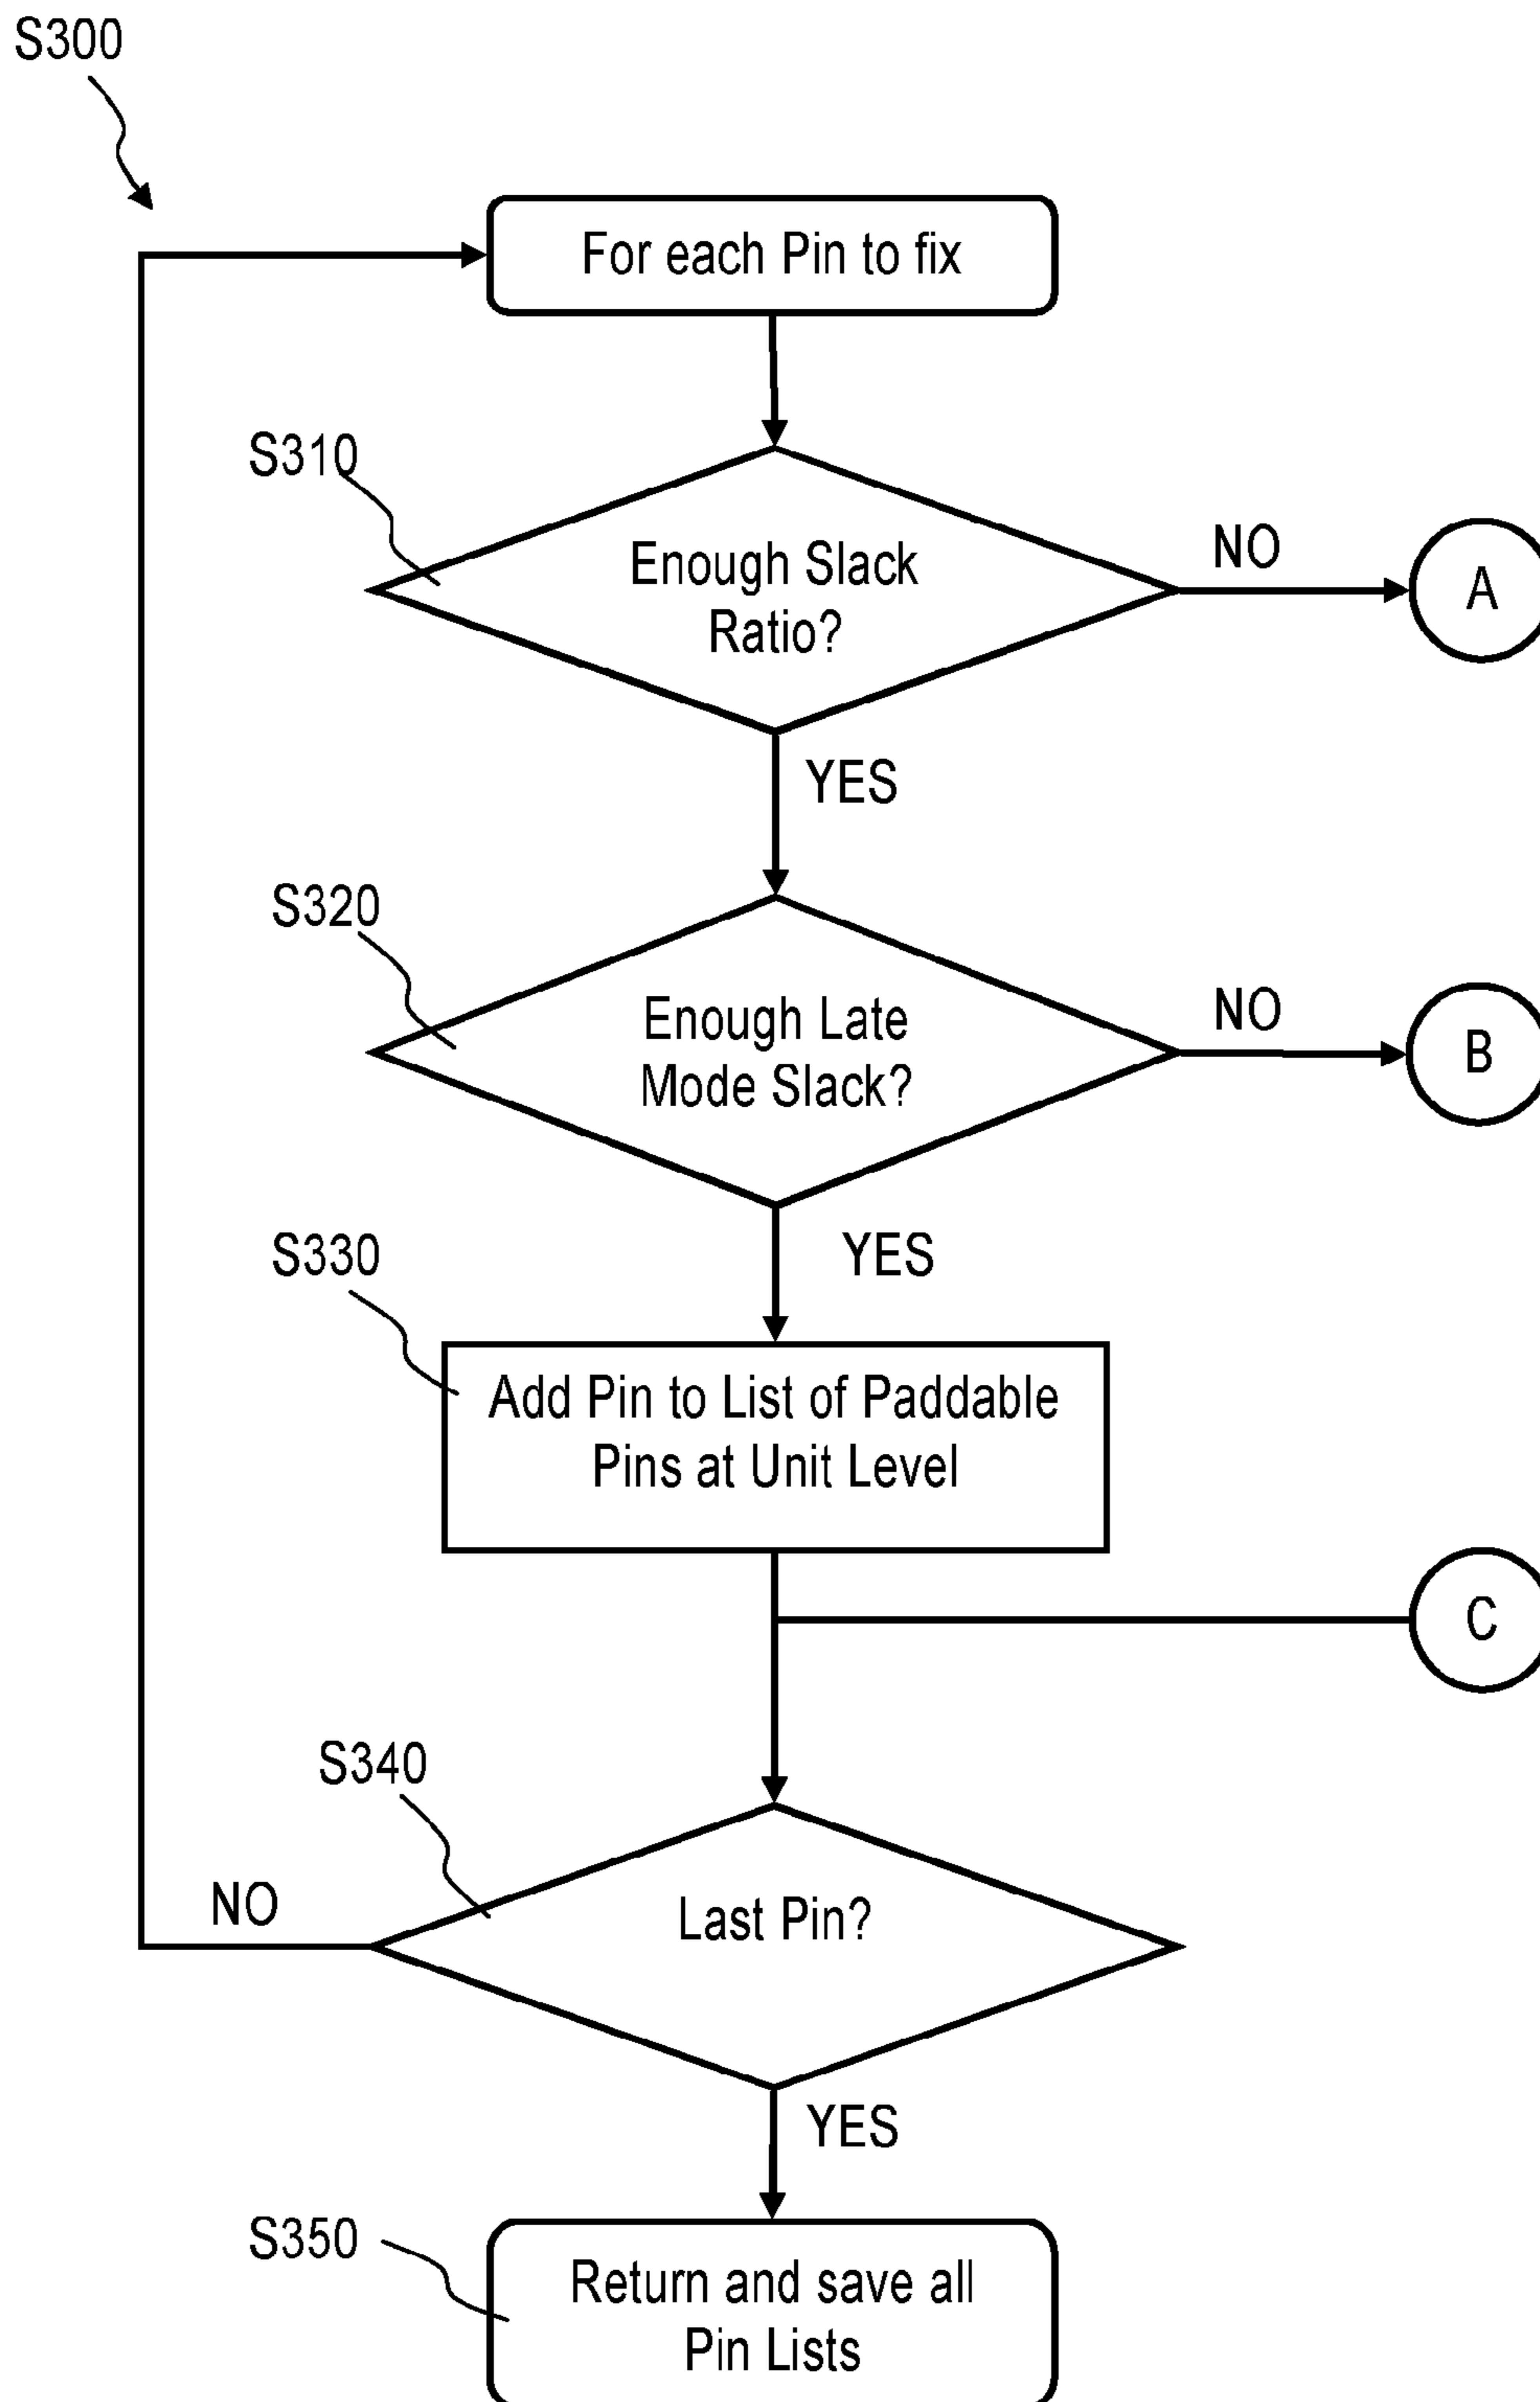 S300
For each Pin to fix
S310
Enough Slack
Ratio?
NO
A
YES
S320
Enough Late
Mode Slack?
NO
B
YES
S330
Add Pin to List of Paddable
Pins at Unit Level
C
S340
Last Pin?
NO
YES
S350
Return and save all
Pin Lists